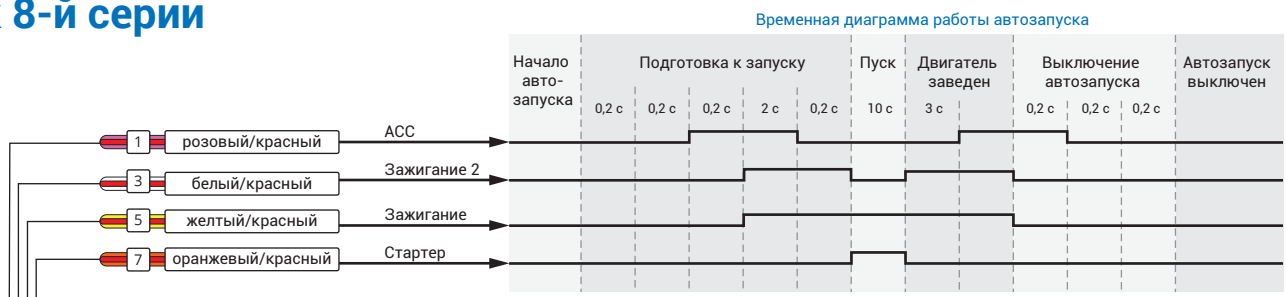 8-й серии
Временная диаграмма работы автозапуска
Начало
авто-
запуска
Подготовка к запуску
Пуск
Двигатель
заведен
Выключение
автозапуска
Автозапуск
выключен
0,2 с 0,2 с 0,2 с 2 с 0,2 с 10 с 3 с 0,2 с 0,2 с 0,2 с
1 розовый/красный АСС
3 белый/красный Зажигание 2
5 желтый/красный Зажигание
7 оранжевый/красный Стартер